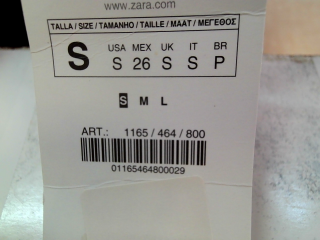 www.zara.com
TALLA / SIZE / TAMANHO / TAILLE / MAAT / ΜΕΓΕΘΟΣ
S
USA MEX UK IT BR
S 26 S S P
S M L
ART.: 1165 / 464 / 800
01165464800029